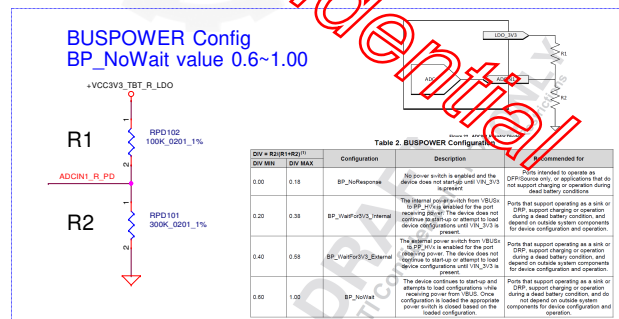 BUSPOWER Config
BP_NoWait value 0.6~1.00
+VCC3V3_TBT_R_LDO
R1
1
RPD102
100K_0201_1%
2
ADCIN1_R_PD
R2
1
RPD101
300K_0201_1%
2
LDO_3V3
R1
ADC
ADCIN1
R2
Table 2. BUSPOWER Configuration
DIV = R2/(R1+R2)(1)
DIV MIN DIV MAX Configuration Description Recommended for
0.00 0.18 BP_NoResponse
No power switch is enabled and the
device does not start-up until VIN_3V3
is present
Ports intended to operate as
DFP/Source only, or applications that do
not support charging or operation during
dead battery conditions
0.20 0.38 BP_WaitFor3V3_Internal
The internal power switch from VBUSx
to PP_HVx is enabled for the port
receiving power. The device does not
continue to start-up or attempt to load
device configurations until VIN_3V3 is
present.
Ports that support operating as a sink or
DRP, support charging or operation
during a dead battery condition, and
depend on outside system components
for device configuration and operation.
0.40 0.58 BP_WaitFor3V3_External
The external power switch from VBUSx
to PP_HVx is enabled for the port
receiving power. The device does not
continue to start-up or attempt to load
device configurations until VIN_3V3 is
present.
Ports that support operating as a sink or
DRP, support charging or operation
during a dead battery condition, and
depend on outside system components
for device configuration and operation.
0.60 1.00 BP_NoWait
The device continues to start-up and
attempts to load configurations while
receiving power from VBUS. Once
configuration is loaded the appropriate
power switch is closed based on the
loaded configuration.
Ports that support operating as a sink or
DRP, support charging or operation
during a dead battery condition, and do
not depend on outside system
components for device configuration and
operation.
DRAFT
TI Confidential